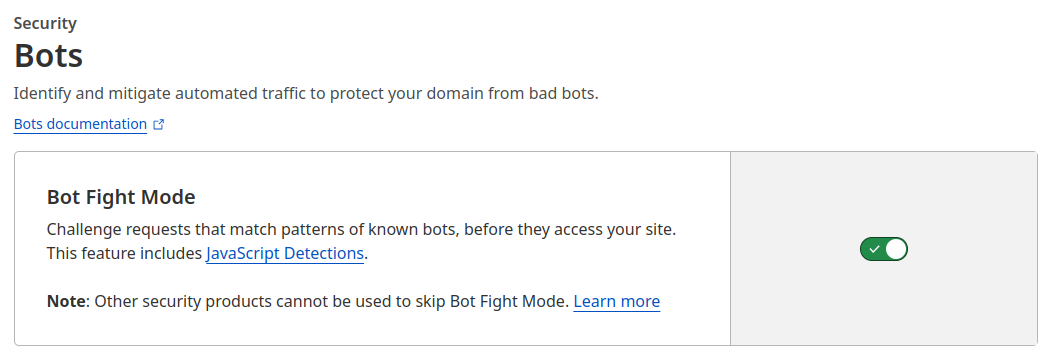 Security
Bots
Identify and mitigate automated traffic to protect your domain from bad bots.
Bots documentation
Bot Fight Mode
Challenge requests that match patterns of known bots, before they access your site.
This feature includes JavaScript Detections.
Note: Other security products cannot be used to skip Bot Fight Mode. Learn more